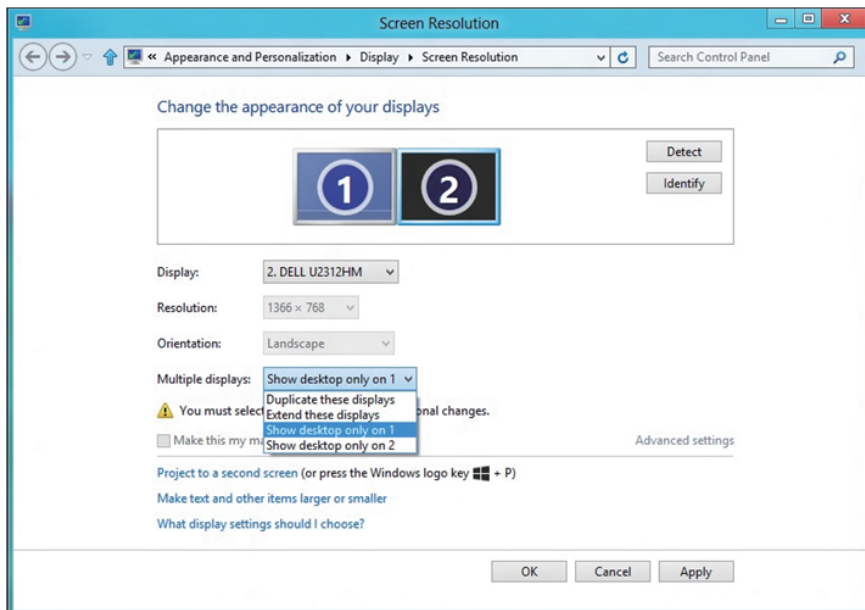 Screen Resolution
« Appearance and Personalization Display Screen Resolution Search Control Panel
Change the appearance of your displays
1 2
Detect
Identify
Display: 2. DELL U2312HM
Resolution: 1366 × 768
Orientation: Landscape
Multiple displays: Show desktop only on 1
Duplicate these displays
You must selec onal changes.
Extend these displays
Show desktop only on 1
Make this my ma Advanced settings
Show desktop only on 2
Project to a second screen (or press the Windows logo key + P)
Make text and other items larger or smaller
What display settings should I choose?
OK Cancel Apply